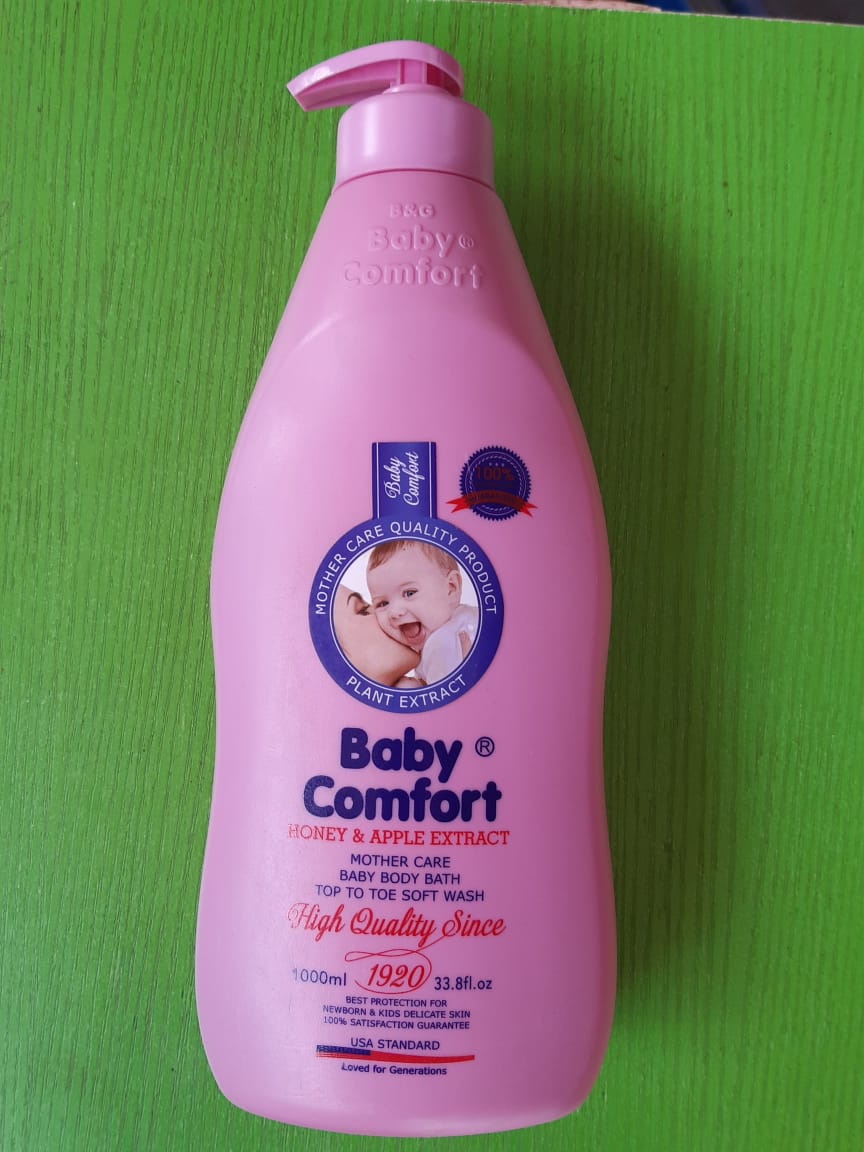 B&G
Baby®
Comfort
Baby
Comfort
100%
MOTHER CARE QUALITY PRODUCT
PLANT EXTRACT
Baby ®
Comfort
HONEY & APPLE EXTRACT
MOTHER CARE
BABY BODY BATH
TOP TO TOE SOFT WASH
High Quality Since
1920
1000ml 33.8fl.oz
BEST PROTECTION FOR
NEWBORN & KIDS DELICATE SKIN
100% SATISFACTION GUARANTEE
USA STANDARD
Loved for Generations